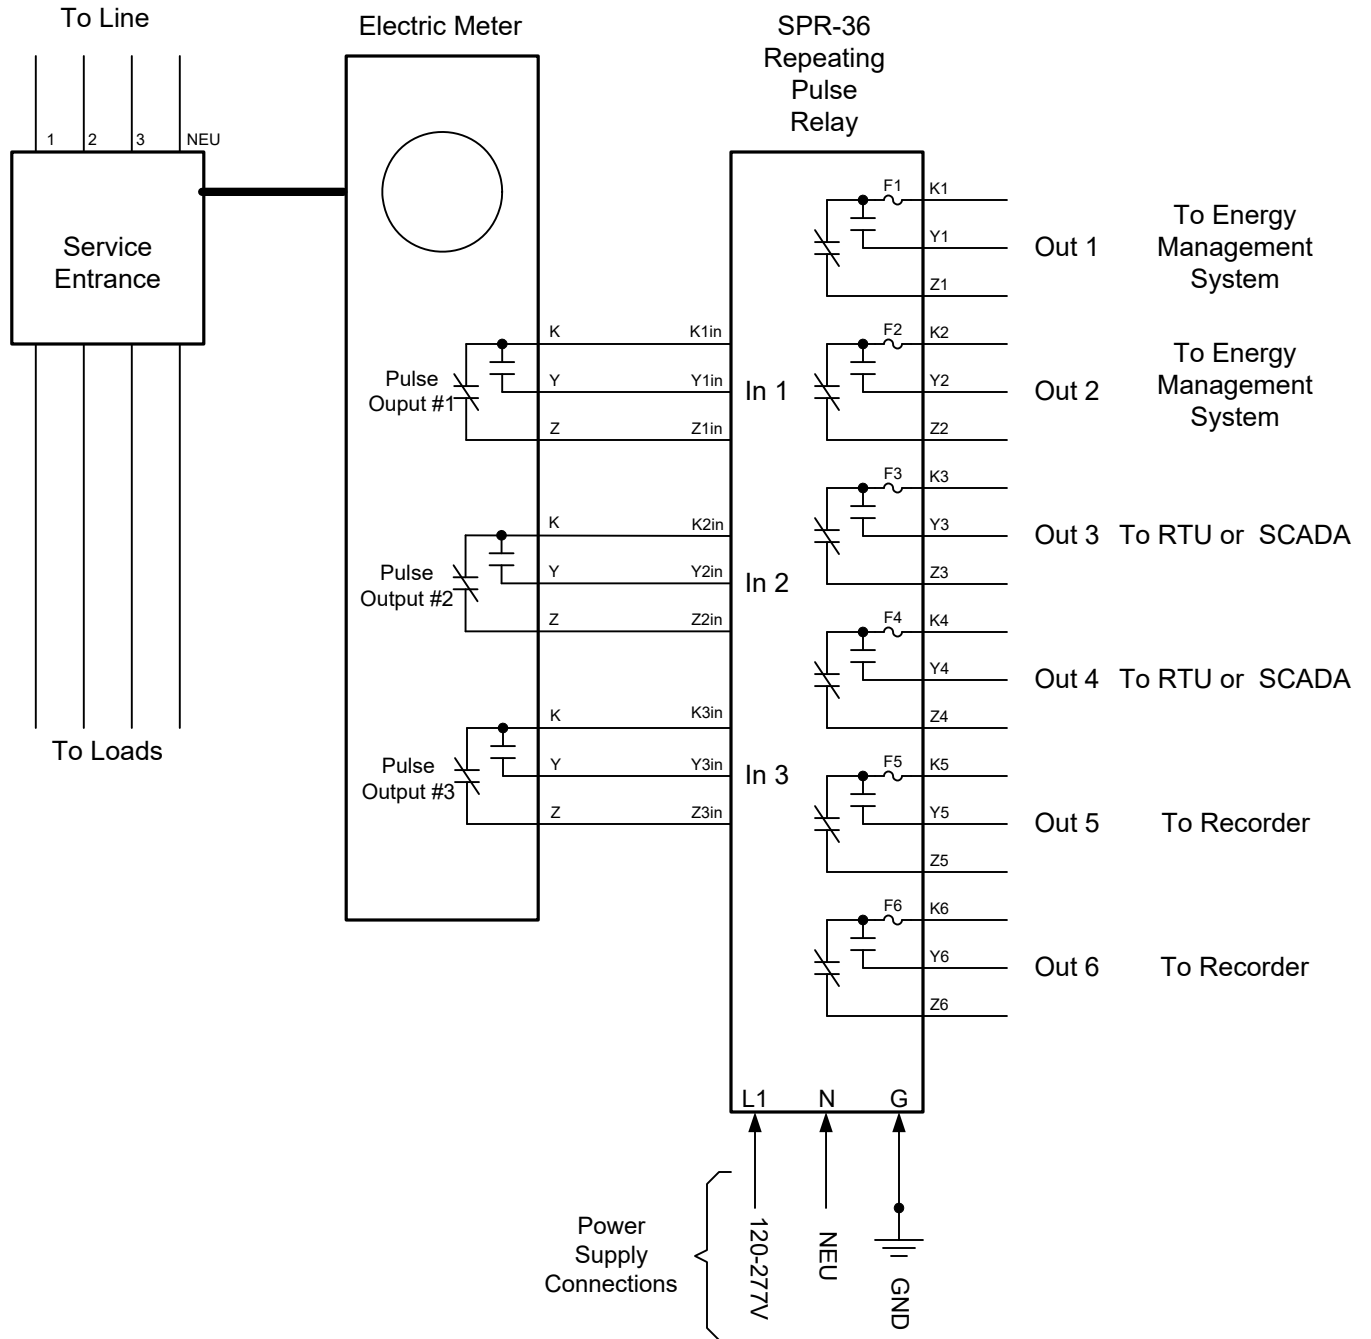 To Line
Electric Meter
SPR-36
Repeating
Pulse
Relay
1
2
3
NEU
Service
Entrance
To Loads
Pulse
Ouput #1
K
Y
Z
K1in
Y1in
Z1in
In 1
Pulse
Output #2
K
Y
Z
K2in
Y2in
Z2in
In 2
Pulse
Output #3
K
Y
Z
K3in
Y3in
Z3in
In 3
F1
K1
Y1
Z1
Out 1
To Energy
Management
System
F2
K2
Y2
Z2
Out 2
To Energy
Management
System
F3
K3
Y3
Z3
Out 3
To RTU or SCADA
F4
K4
Y4
Z4
Out 4
To RTU or SCADA
F5
K5
Y5
Z5
Out 5
To Recorder
F6
K6
Y6
Z6
Out 6
To Recorder
L1
N
G
Power
Supply
Connections
120-277V
NEU
GND